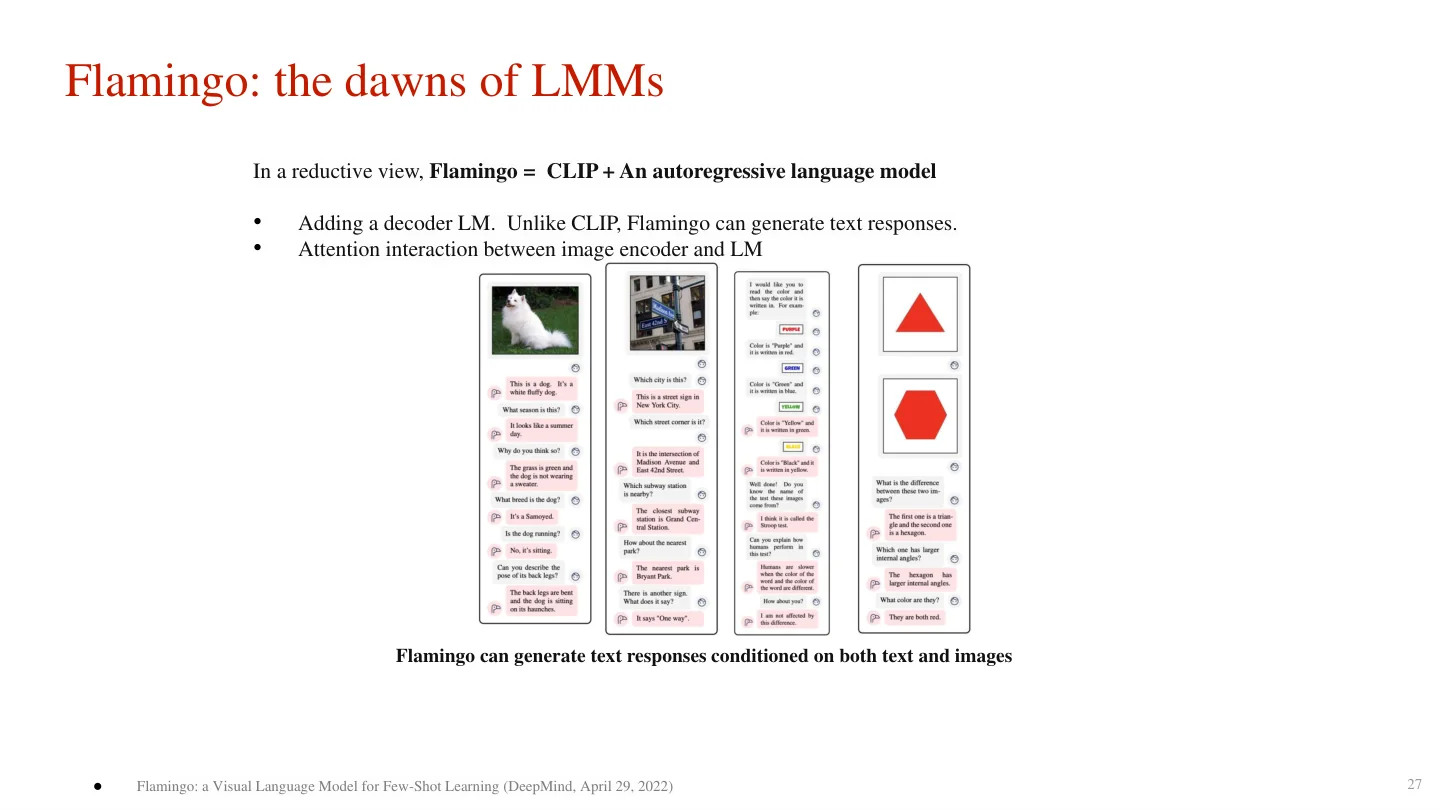 Flamingo: the dawns of LMMs
In a reductive view, Flamingo = CLIP + An autoregressive language model
• Adding a decoder LM. Unlike CLIP, Flamingo can generate text responses.
• Attention interaction between image encoder and LM
This is a dog. It's a
white fluffy dog.
What season is this?
It looks like a summer
day.
Why do you think so?
The grass is green and
the dog is not wearing
a sweater.
What breed is the dog?
It's a Samoyed.
Is the dog running?
No, it's sitting.
Can you describe the
pose of its back legs?
The back legs are bent
and the dog is sitting
on its haunches.
Madison Ave
East 42nd St
Which city is this?
This is a street sign in
New York City.
Which street corner is it?
It is the intersection of
Madison Avenue and
East 42nd Street.
Which subway station
is nearby?
The closest subway
station is Grand Cen-
tral Station.
How about the nearest
park?
The nearest park is
Bryant Park.
There is another sign.
What does it say?
It says "One way".
I would like you to
read the color and
then say the color it is
written in. For exam-
ple:
PURPLE
Color is "Purple" and
it is written in red.
GREEN
Color is "Green" and
it is written in blue.
YELLOW
Color is "Yellow" and
it is written in green.
BLACK
Color is "Black" and it
is written in yellow.
Well done! Do you
know the name of
the test these images
come from?
I think it is called the
Stroop test.
Can you explain how
humans perform in
this test?
Humans are slower
when the color of the
word and the color of
the word are different.
How about you?
I am not affected by
this difference.
What is the difference
between these two im-
ages?
The first one is a trian-
gle and the second one
is a hexagon.
Which one has larger
internal angles?
The hexagon has
larger internal angles.
What color are they?
They are both red.
Flamingo can generate text responses conditioned on both text and images
• Flamingo: a Visual Language Model for Few-Shot Learning (DeepMind, April 29, 2022)
27